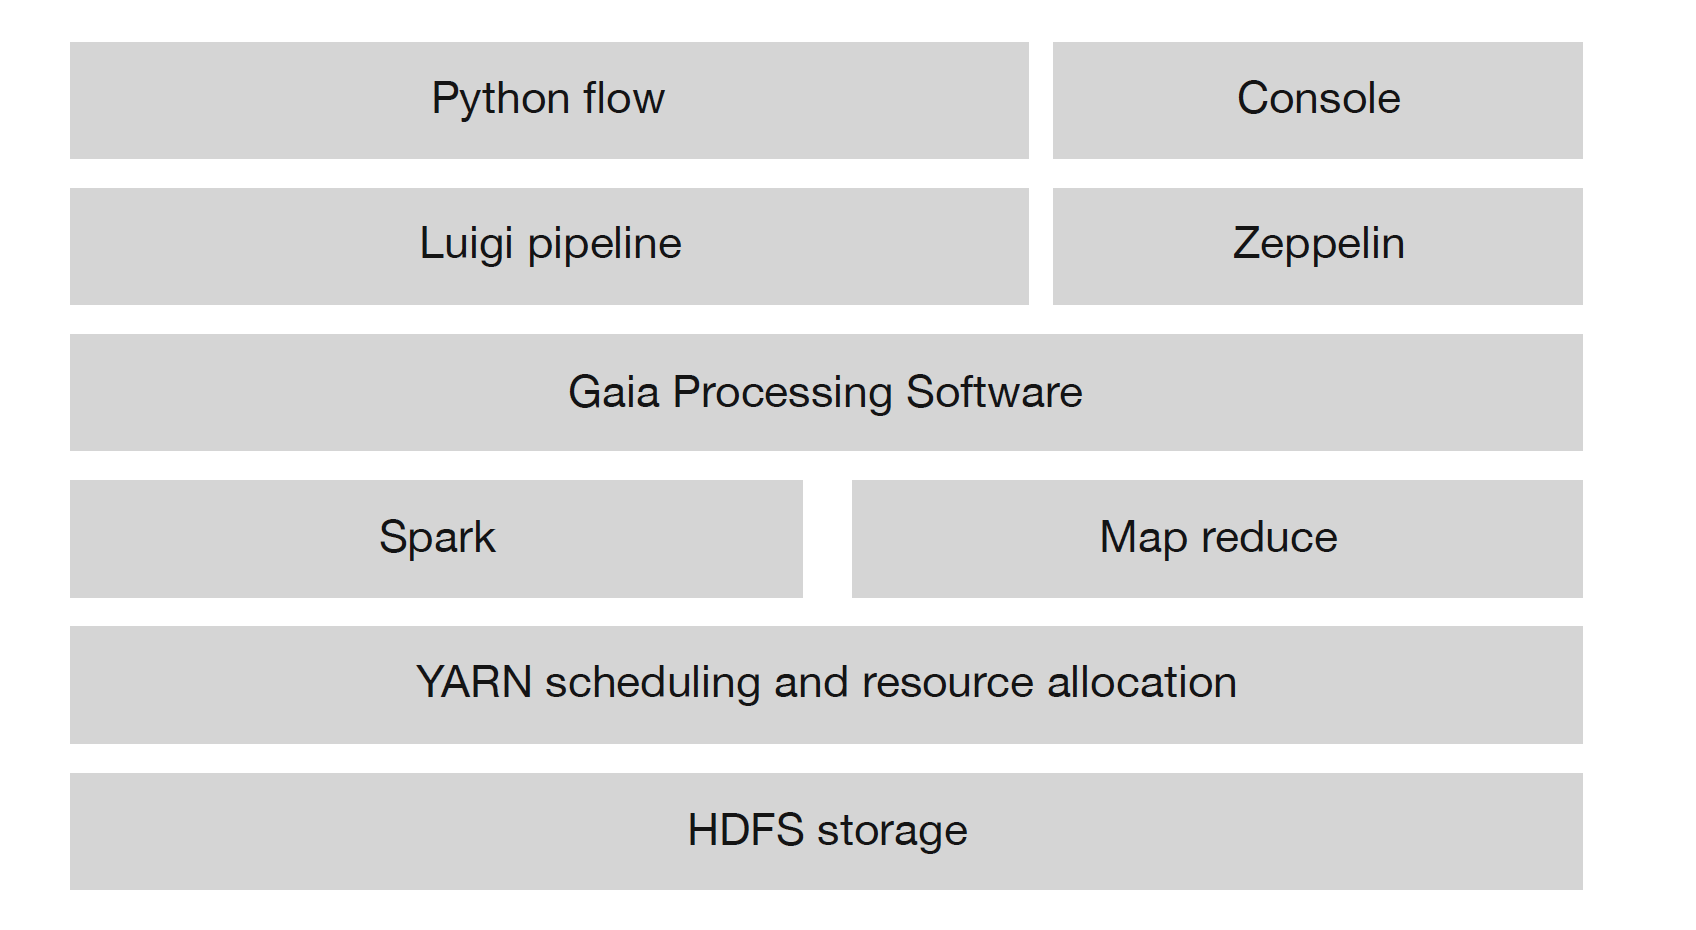 Python flow
Console
Luigi pipeline
Zeppelin
Gaia Processing Software
Spark
Map reduce
YARN scheduling and resource allocation
HDFS storage